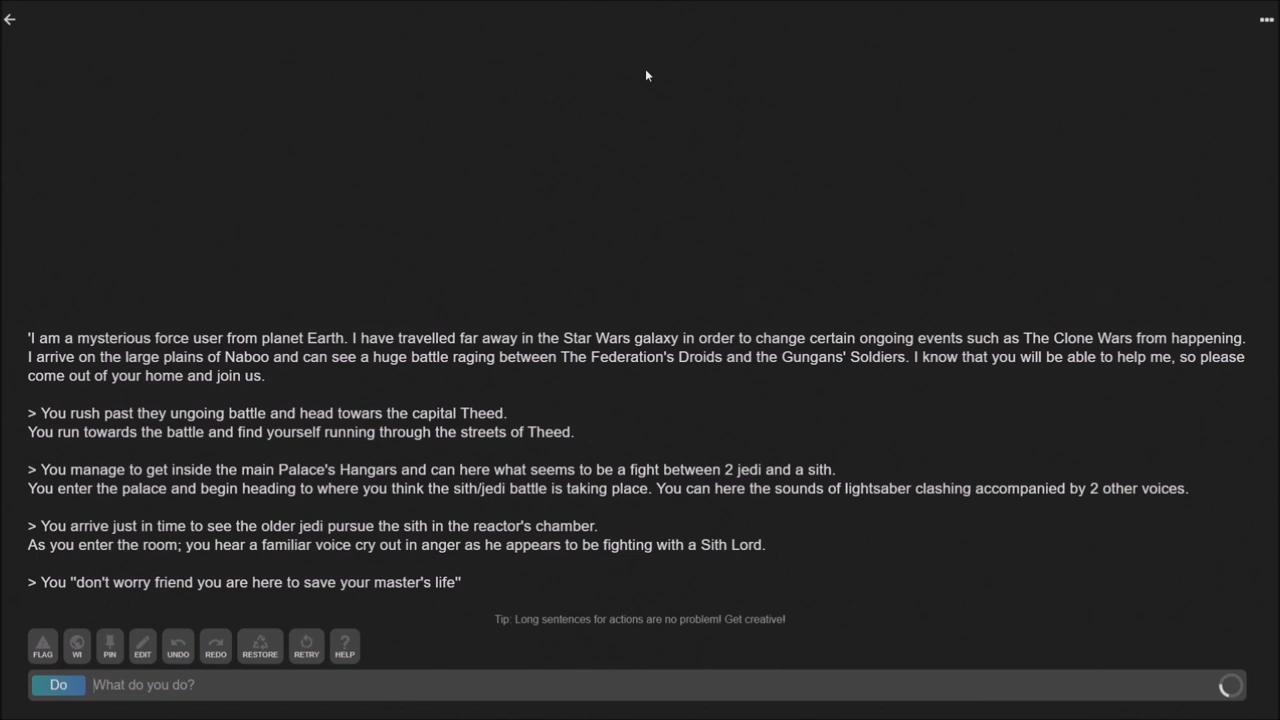 'I am a mysterious force user from planet Earth. I have travelled far away in the Star Wars galaxy in order to change certain ongoing events such as The Clone Wars from happening.
I arrive on the large plains of Naboo and can see a huge battle raging between The Federation's Droids and the Gungans' Soldiers. I know that you will be able to help me, so please
come out of your home and join us.
> You rush past they ungoing battle and head towars the capital Theed.
You run towards the battle and find yourself running through the streets of Theed.
> You manage to get inside the main Palace's Hangars and can here what seems to be a fight between 2 jedi and a sith.
You enter the palace and begin heading to where you think the sith/jedi battle is taking place. You can here the sounds of lightsaber clashing accompanied by 2 other voices.
> You arrive just in time to see the older jedi pursue the sith in the reactor's chamber.
As you enter the room; you hear a familiar voice cry out in anger as he appears to be fighting with a Sith Lord.
> You "don't worry friend you are here to save your master's life"
Tip: Long sentences for actions are no problem! Get creative!
FLAG WI PIN EDIT UNDO REDO RESTORE RETRY HELP
Do What do you do?